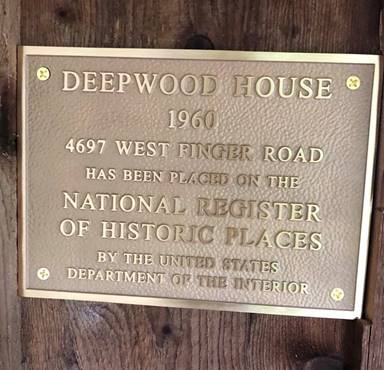 DEEPWOOD HOUSE
1960
4697 WEST FINGER ROAD
HAS BEEN PLACED ON THE
NATIONAL REGISTER
OF HISTORIC PLACES
BY THE UNITED STATES
DEPARTMENT OF THE INTERIOR